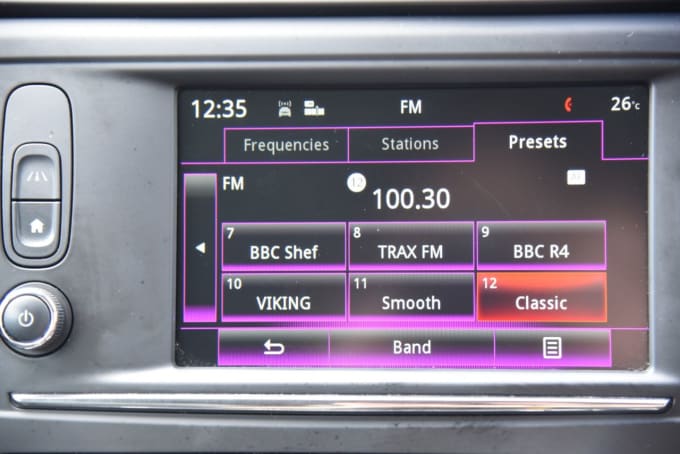 12:35 FM 26°c
Frequencies Stations Presets
FM 12
100.30
7 8 9
BBC Shef TRAX FM BBC R4
10 11 12
VIKING Smooth Classic
Band